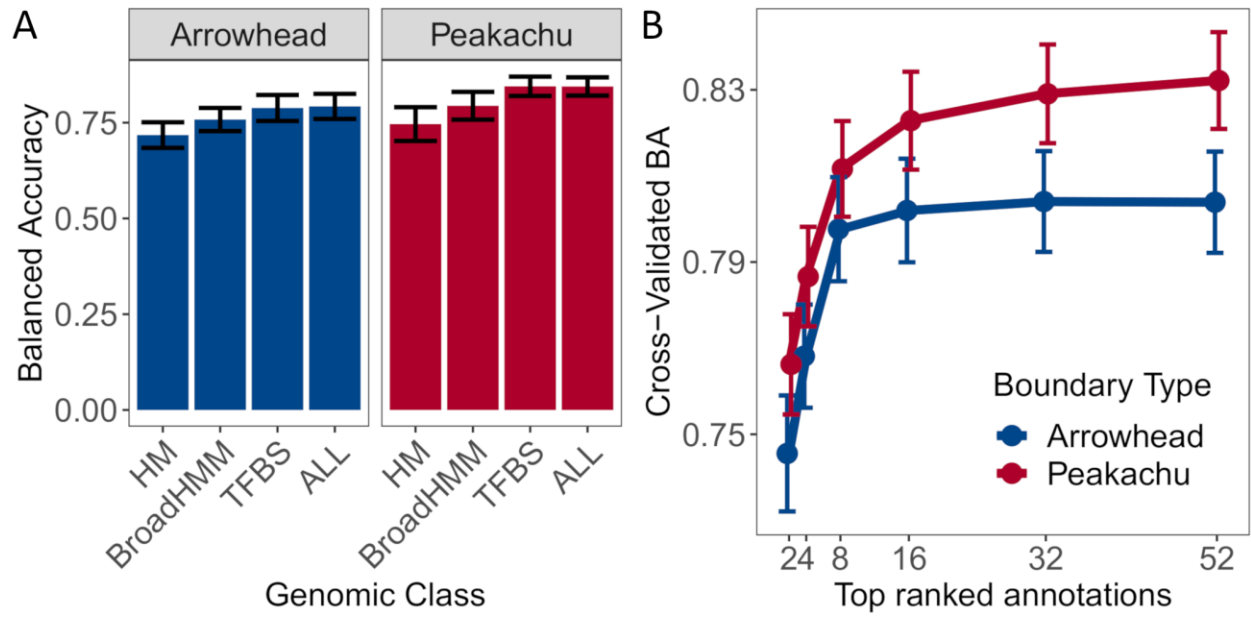 A
Arrowhead
Peakachu
Balanced Accuracy
0.75
0.50
0.25
0.00
HM
BroadHMM
TFBS
ALL
HM
BroadHMM
TFBS
ALL
Genomic Class
B
Cross−Validated BA
0.83
0.79
0.75
Boundary Type
Arrowhead
Peakachu
2 4 8 16 32 52
Top ranked annotations